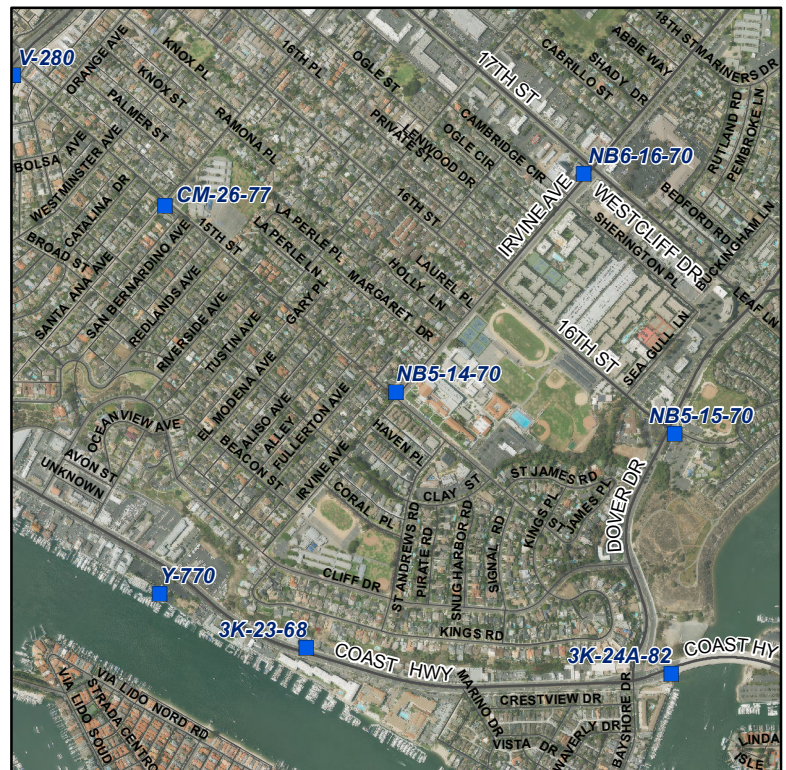 V-280
ORANGE AVE
KNOX PL
KNOX ST
16TH PL
OGLE ST
17TH ST
CABRILLO ST
SHADY DR
ABBIE WAY
18TH ST
MARINERS DR
PALMER ST
RAMONA PL
PRIVATE ST
LENWOOD DR
OGLE CIR
CAMBRIDGE CIR
RUTLAND RD
PEMBROKE LN
BOLSA AVE
WESTMINSTER AVE
CATALINA DR
CM-26-77
NB6-16-70
BEDFORD RD
BUCKINGHAM LN
WESTCLIFF DR
SHERINGTON PL
IRVINE AVE
16TH ST
LA PERLE PL
LA PERLE LN
15TH ST
BROAD ST
SANTA ANA AVE
SAN BERNARDINO AVE
REDLANDS AVE
RIVERSIDE AVE
TUSTIN AVE
GARY PL
MARGARET DR
HOLLY LN
LAUREL PL
LEAF LN
SEA GULL LN
16TH ST
NB5-14-70
NB5-15-70
OCEANVIEW AVE
EL MODENA AVE
ALISO AVE
ALLEY
BEACON ST
FULLERTON AVE
IRVINE AVE
HAVEN PL
AVON ST
UNKNOWN
CORAL PL
CLAY ST
ST JAMES RD
KINGS PL
ST JAMES PL
DOVER DR
ST ANDREWS RD
PIRATE RD
SNUG HARBOR RD
SIGNAL RD
CLIFF DR
Y-770
3K-23-68
KINGS RD
COAST HWY
3K-24A-82
COAST HY
CRESTVIEW DR
MARINO DR
VISTA DR
WAVERLY DR
BAYSHORE DR
VIA LIDO NORD RD
STRADA CENTRO
VIA LIDO SOUD
LINDA
ISLE